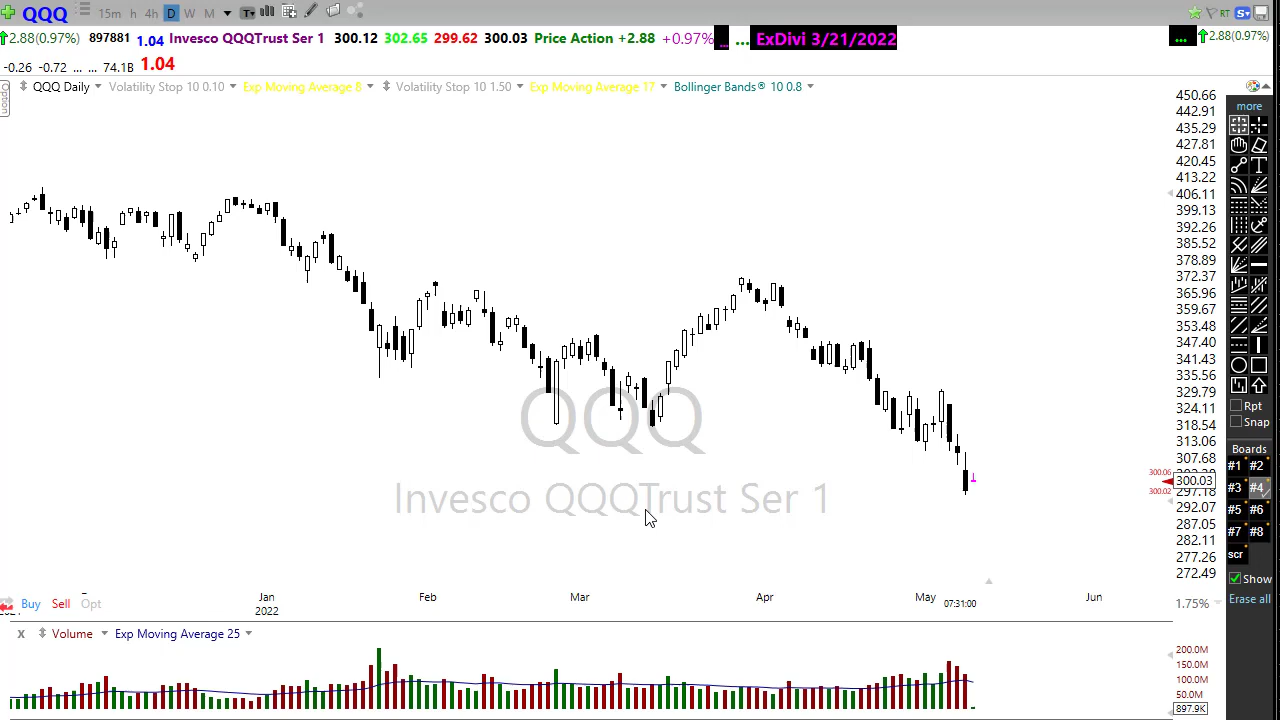 QQQ 15m h 4h D W M T RT S
2.88(0.97%) 897881 1.04 Invesco QQQTrust Ser 1 300.12 302.65 299.62 300.03 Price Action +2.88 +0.97% ... ... ExDivi 3/21/2022 ... 2.88(0.97%)
-0.26 -0.72 ... ... 74.1B 1.04
Option QQQ Daily Volatility Stop 10 0.10 Exp Moving Average 8 Volatility Stop 10 1.50 Exp Moving Average 17 Bollinger Bands® 10 0.8
450.66
more
442.91
435.29
427.81
420.45
413.22
406.11
399.13
392.26
385.52
378.89
372.37
365.96
359.67
353.48
347.40
341.43
335.56
329.79
324.11
318.54
313.06
307.68
300.06
300.03
300.02
297.18
292.07
287.05
282.11
277.26
272.49
Rpt
Snap
Boards
#1 #2
#3 #4
#5 #6
#7 #8
scr
Show
Erase all
QQQ
Invesco QQQTrust Ser 1
Jan Feb Mar Apr May Jun
2022 07:31:00
Buy Sell Opt 1.75%
X Volume Exp Moving Average 25
200.0M
150.0M
100.0M
50.0M
897.9K